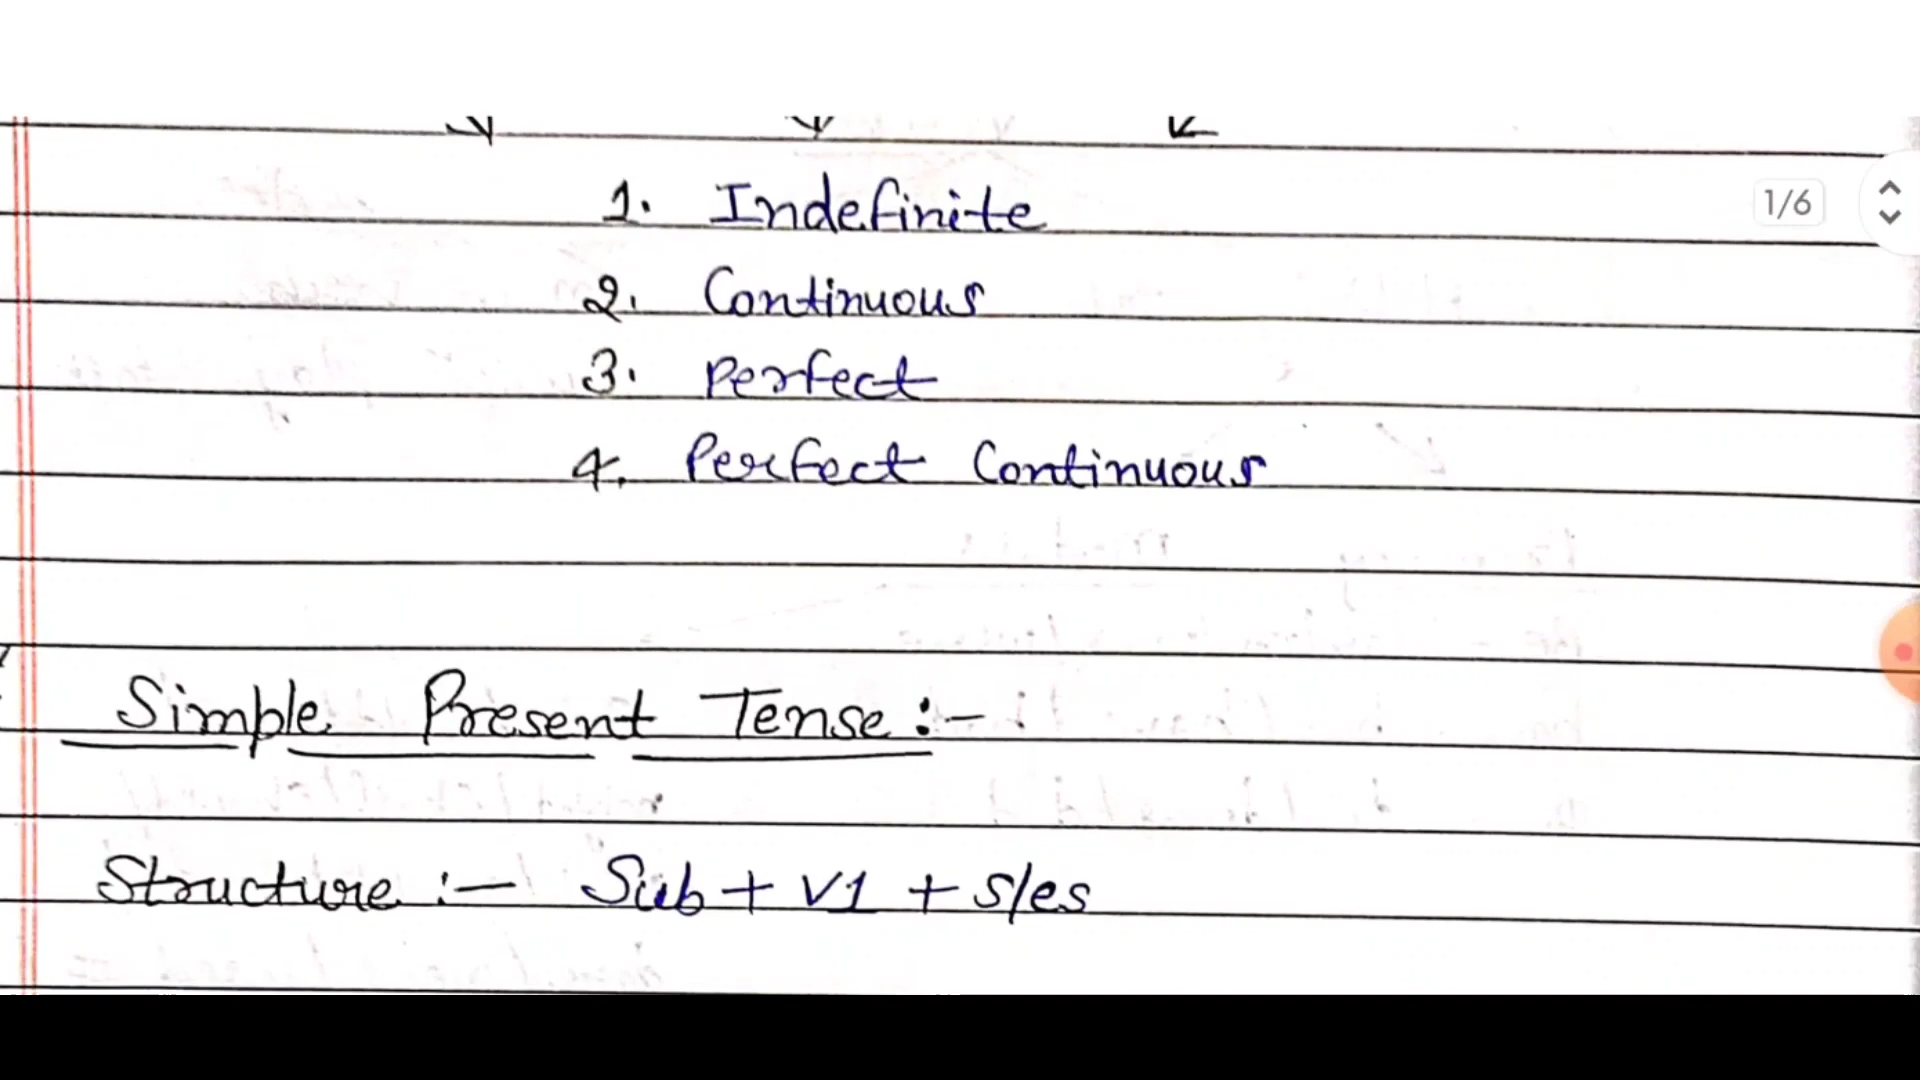 1. Indefinite
1/6
2. Continuous
3. Perfect
4. Perfect Continuous
Simple Present Tense :-
Structure :- Sub + V1 + s/es